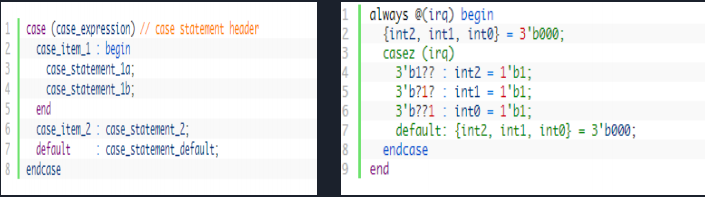 1 case (case_expression) // case statement header
2 case_item_1 : begin
3 case_statement_1a;
4 case_statement_1b;
5 end
6 case_item_2 : case_statement_2;
7 default : case_statement_default;
8 endcase
1 always @(irq) begin
2 {int2, int1, int0} = 3'b000;
3 casez (irq)
4 3'b1?? : int2 = 1'b1;
5 3'b?1? : int1 = 1'b1;
6 3'b??1 : int0 = 1'b1;
7 default: {int2, int1, int0} = 3'b000;
8 endcase
9 end